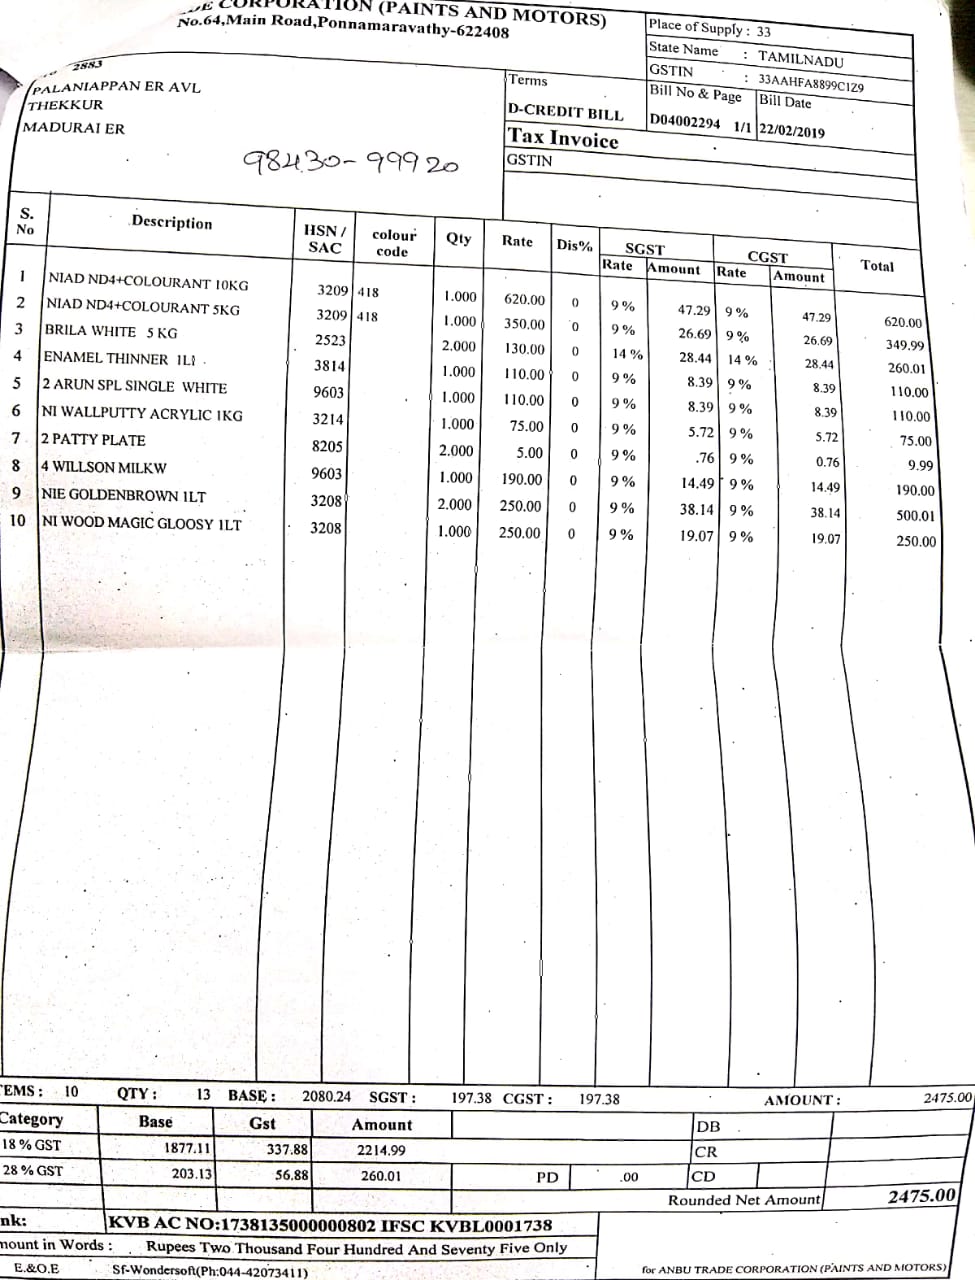 CORPORATION (PAINTS AND MOTORS)
No.64,Main Road,Ponnamaravathy-622408
Place of Supply : 33
State Name : TAMILNADU
GSTIN : 33AAHFA8899C1Z9
2883
PALANIAPPAN ER AVL
THEKKUR
MADURAI ER
98430-99920
Terms
D-CREDIT BILL
Bill No & Page Bill Date
D04002294 1/1 22/02/2019
Tax Invoice
GSTIN
S. No Description HSN / SAC colour code Qty Rate Dis% SGST CGST Total
Rate Amount Rate Amount
1 NIAD ND4+COLOURANT 10KG 3209 418 1.000 620.00 0 9 % 47.29 9 % 47.29 620.00
2 NIAD ND4+COLOURANT 5KG 3209 418 1.000 350.00 0 9 % 26.69 9 % 26.69 349.99
3 BRILA WHITE 5 KG 2523 2.000 130.00 0 14 % 28.44 14 % 28.44 260.01
4 ENAMEL THINNER 1LI 3814 1.000 110.00 0 9 % 8.39 9 % 8.39 110.00
5 2 ARUN SPL SINGLE WHITE 9603 1.000 110.00 0 9 % 8.39 9 % 8.39 110.00
6 NI WALLPUTTY ACRYLIC 1KG 3214 1.000 75.00 0 9 % 5.72 9 % 5.72 75.00
7 2 PATTY PLATE 8205 2.000 5.00 0 9 % .76 9 % 0.76 9.99
8 4 WILLSON MILKW 9603 1.000 190.00 0 9 % 14.49 9 % 14.49 190.00
9 NIE GOLDENBROWN 1LT 3208 2.000 250.00 0 9 % 38.14 9 % 38.14 500.01
10 NI WOOD MAGIC GLOOSY 1LT 3208 1.000 250.00 0 9 % 19.07 9 % 19.07 250.00
TEMS : 10 QTY : 13 BASE : 2080.24 SGST : 197.38 CGST : 197.38 AMOUNT : 2475.00
Category Base Gst Amount DB
18 % GST 1877.11 337.88 2214.99 CR
28 % GST 203.13 56.88 260.01 PD .00 CD
Rounded Net Amount 2475.00
nk: KVB AC NO:1738135000000802 IFSC KVBL0001738
mount in Words : Rupees Two Thousand Four Hundred And Seventy Five Only
E.&O.E Sf-Wondersoft(Ph:044-42073411) for ANBU TRADE CORPORATION (PAINTS AND MOTORS)